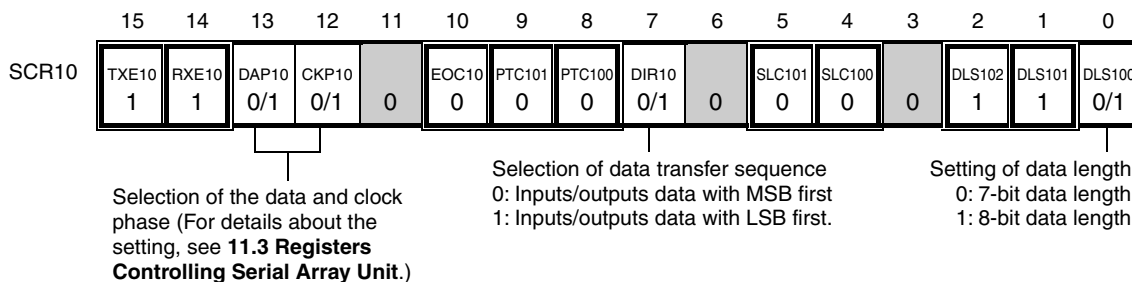 15 14 13 12 11 10 9 8 7 6 5 4 3 2 1 0
SCR10 TXE10 RXE10 DAP10 CKP10 EOC10 PTC101 PTC100 DIR10 SLC101 SLC100 DLS102 DLS101 DLS100
1 1 0/1 0/1 0 0 0 0 0/1 0 0 0 0 1 1 0/1
Selection of the data and clock
phase (For details about the
setting, see 11.3 Registers
Controlling Serial Array Unit.)
Selection of data transfer sequence
0: Inputs/outputs data with MSB first
1: Inputs/outputs data with LSB first.
Setting of data length
0: 7-bit data length
1: 8-bit data length